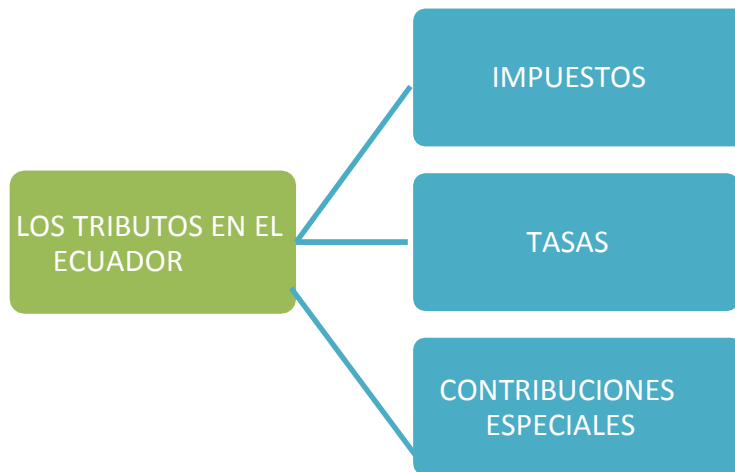 LOS TRIBUTOS EN EL
ECUADOR
IMPUESTOS
TASAS
CONTRIBUCIONES
ESPECIALES